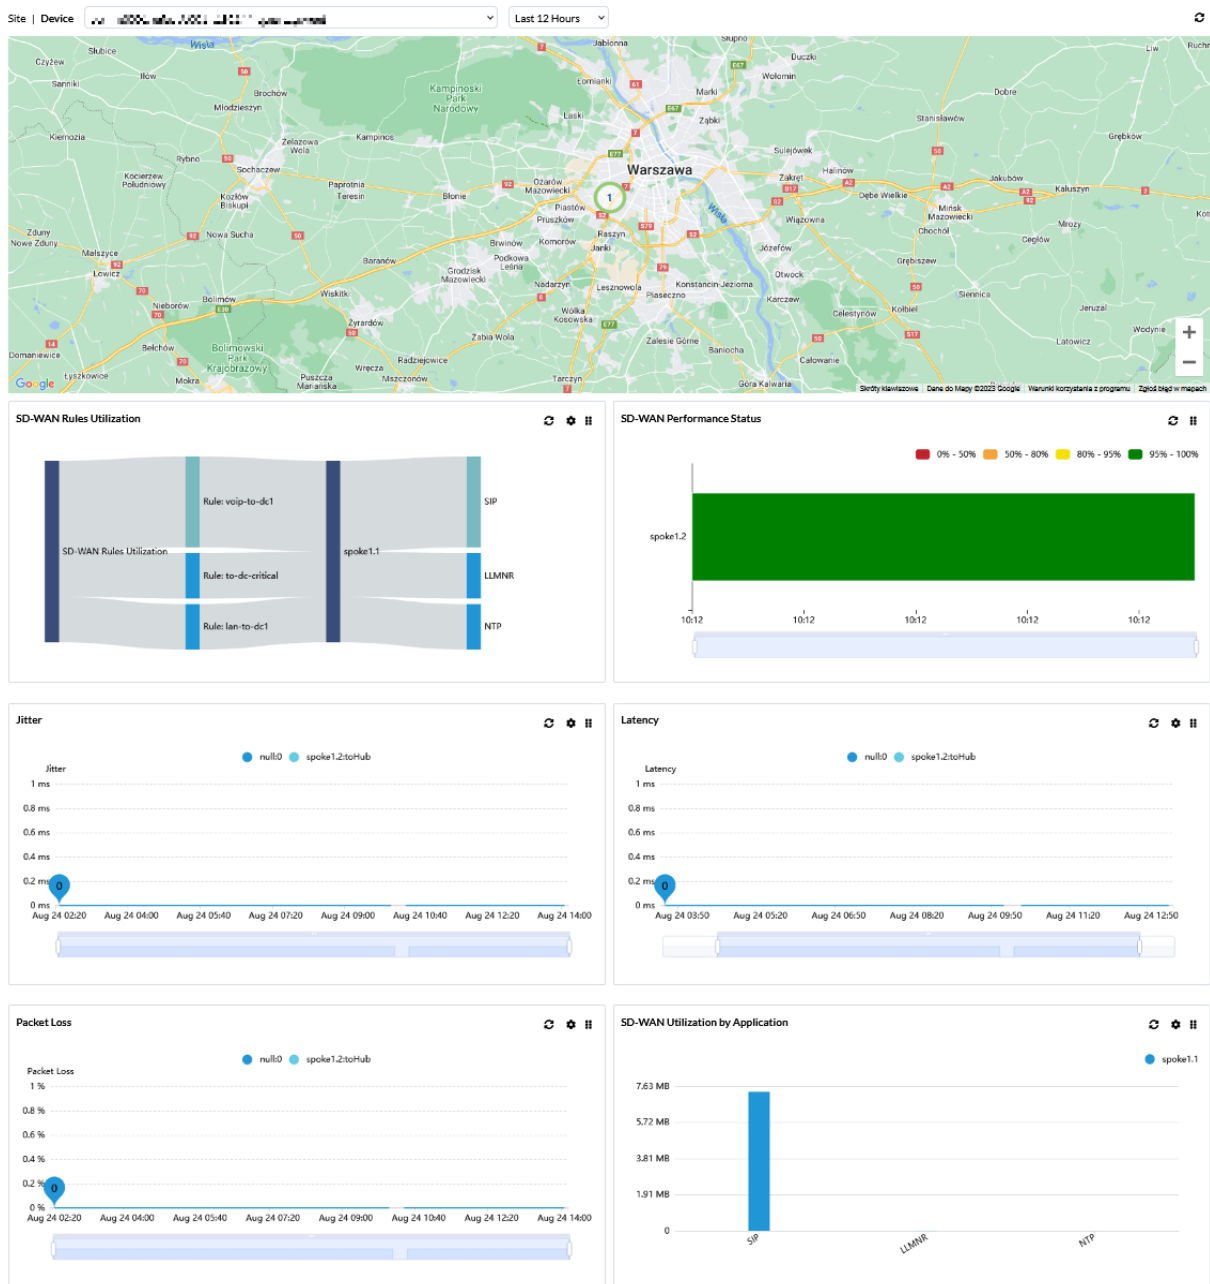 Site | Device
Last 12 Hours
Jabłonna
Słupno
Liw
Słubice
Wisła
Czyżew
Duczki
Wołomin
Iłów
Sanniki
Brochów
Kampinoski
Park
Narodowy
Łomianki
Marki
Dobre
Młodzieszyn
Laski
Ząbki
Stanisławów
Kiernozia
Żelazowa
Wola
Kampinos
Grębków
Warszawa
Sulejówek
Rybno
Sochaczew
Halinów
Kocierzew
Południowy
Paprotnia
Teresin
Błonie
Ożarów
Mazowiecki
Zakręt
Jakubów
Kałuszyn
Kozłów
Biskupi
Piastów
Pruszków
1
Wisła
Wiązowna
Dębe Wielkie
Mińsk
Mazowiecki
Zduny
Nowe Zduny
Nowa Sucha
Raszyn
Janki
Chochół
Mrozy
Cegłów
Małszyce
Łowicz
Baranów
Brwinów
Komorów
Podkowa
Leśna
Józefów
Grębiszew
Grodzisk
Mazowiecki
Nadarzyn
Lesznowola
Konstancin-Jeziorna
Piaseczno
Otwock
Karczew
Siennica
Nieborów
Bolimów
Wiskitki
Wólka
Kosowska
Celestynów
Kołbiel
Jeruzal
Żyrardów
Żabia Wola
Zalesie Górne
Baniocha
Wodynie
Latowicz
Domaniewice
Bełchów
Bolimowski
Park
Krajobrazowy
Radziejowice
Całowanie
Łyszkowice
Mokra
Puszcza
Mariańska
Wręcza
Mszczonów
Tarczyn
Góra Kalwaria
Google
Skróty klawiszowe Dane do Mapy ©2023 Google Warunki korzystania z programu Zgłoś błąd w mapach
SD-WAN Rules Utilization
SD-WAN Rules Utilization
Rule: voip-to-dc1
Rule: to-dc-critical
Rule: lan-to-dc1
spoke1.1
SIP
LLMNR
NTP
SD-WAN Performance Status
0% - 50% 50% - 80% 80% - 95% 95% - 100%
spoke1.2
10:12 10:12 10:12 10:12 10:12
Jitter
null:0 spoke1.2:toHub
Jitter
1 ms
0.8 ms
0.6 ms
0.4 ms
0.2 ms
0
0 ms
Aug 24 02:20 Aug 24 04:00 Aug 24 05:40 Aug 24 07:20 Aug 24 09:00 Aug 24 10:40 Aug 24 12:20 Aug 24 14:00
Latency
null:0 spoke1.2:toHub
Latency
1 ms
0.8 ms
0.6 ms
0.4 ms
0.2 ms
0
0 ms
Aug 24 03:50 Aug 24 05:20 Aug 24 06:50 Aug 24 08:20 Aug 24 09:50 Aug 24 11:20 Aug 24 12:50
Packet Loss
null:0 spoke1.2:toHub
Packet Loss
1 %
0.8 %
0.6 %
0.4 %
0.2 %
0
0 %
Aug 24 02:20 Aug 24 04:00 Aug 24 05:40 Aug 24 07:20 Aug 24 09:00 Aug 24 10:40 Aug 24 12:20 Aug 24 14:00
SD-WAN Utilization by Application
spoke1.1
7.63 MB
5.72 MB
3.81 MB
1.91 MB
0
SIP
LLMNR
NTP